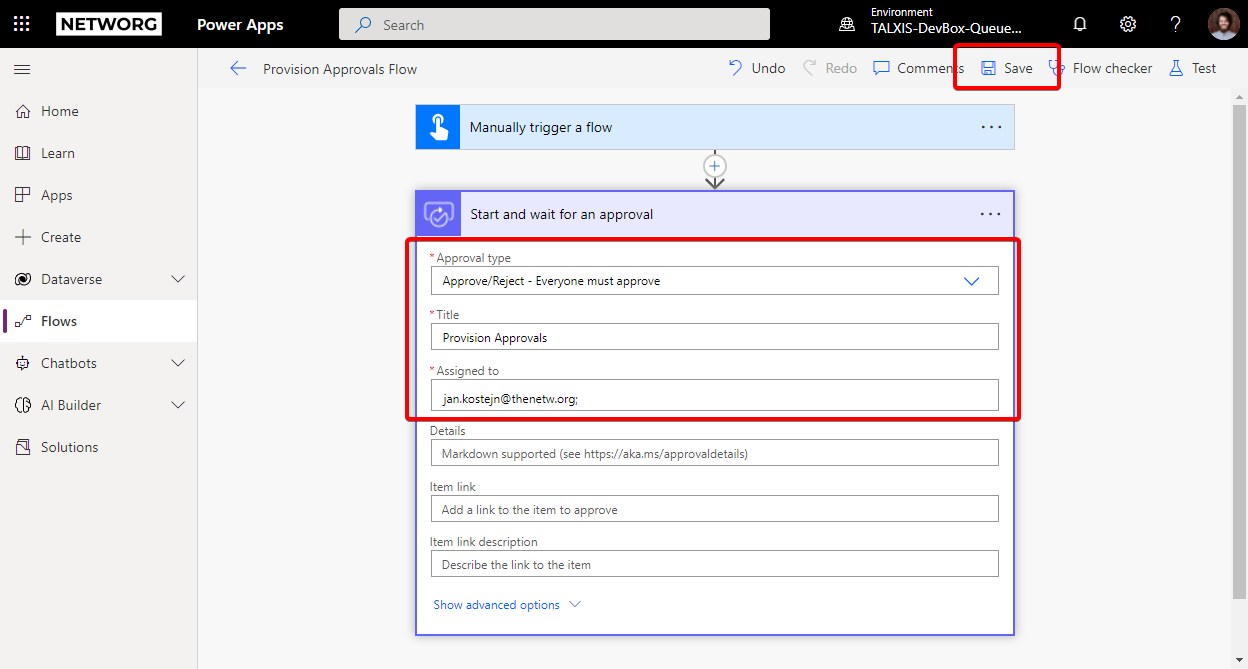 NETWORG
Power Apps
Search
Environment
TALXIS-DevBox-Queue...
Provision Approvals Flow
Undo
Redo
Comments
Save
Flow checker
Test
Home
Learn
Apps
Create
Dataverse
Flows
Chatbots
AI Builder
Solutions
Manually trigger a flow
Start and wait for an approval
* Approval type
Approve/Reject - Everyone must approve
* Title
Provision Approvals
* Assigned to
jan.kostejn@thenetw.org;
Details
Markdown supported (see https://aka.ms/approvaldetails)
Item link
Add a link to the item to approve
Item link description
Describe the link to the item
Show advanced options